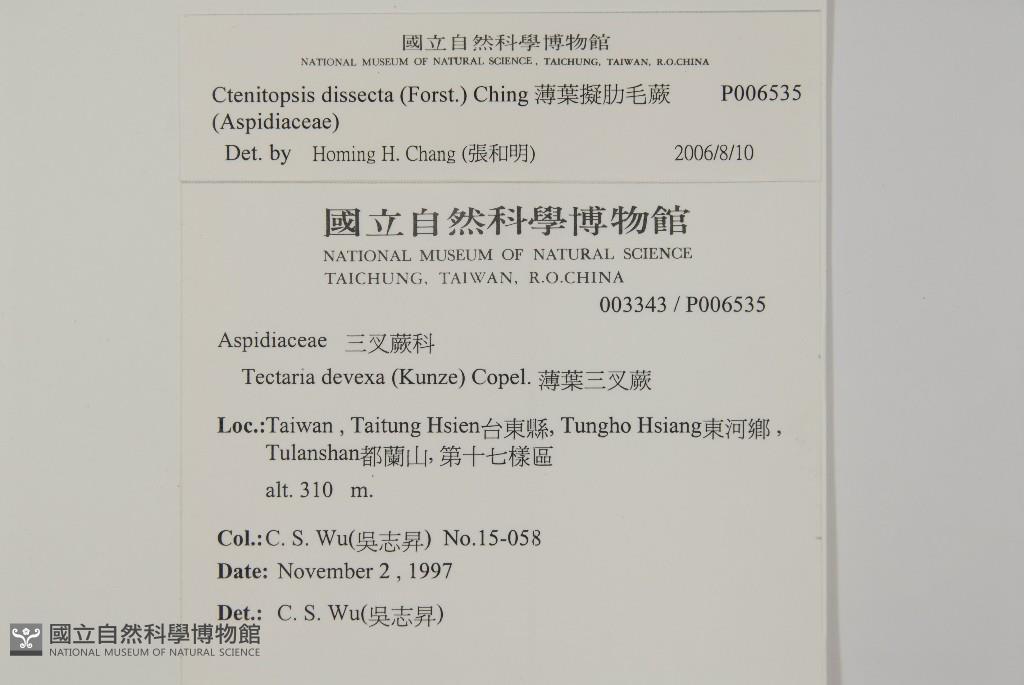 國立自然科學博物館
NATIONAL MUSEUM OF NATURAL SCIENCE, TAICHUNG, TAIWAN, R.O.CHINA
Ctenitopsis dissecta (Forst.) Ching 薄葉擬肋毛蕨 P006535
(Aspidiaceae)
Det. by Homing H. Chang (張和明) 2006/8/10
國立自然科學博物館
NATIONAL MUSEUM OF NATURAL SCIENCE
TAICHUNG, TAIWAN, R.O.CHINA
003343 / P006535
Aspidiaceae 三叉蕨科
Tectaria devexa (Kunze) Copel. 薄葉三叉蕨
Loc.:Taiwan , Taitung Hsien台東縣, Tungho Hsiang東河鄉 ,
Tulanshan都蘭山, 第十七樣區
alt. 310 m.
Col.:C. S. Wu(吳志昇) No.15-058
Date: November 2 , 1997
Det.: C. S. Wu(吳志昇)
國立自然科學博物館
NATIONAL MUSEUM OF NATURAL SCIENCE